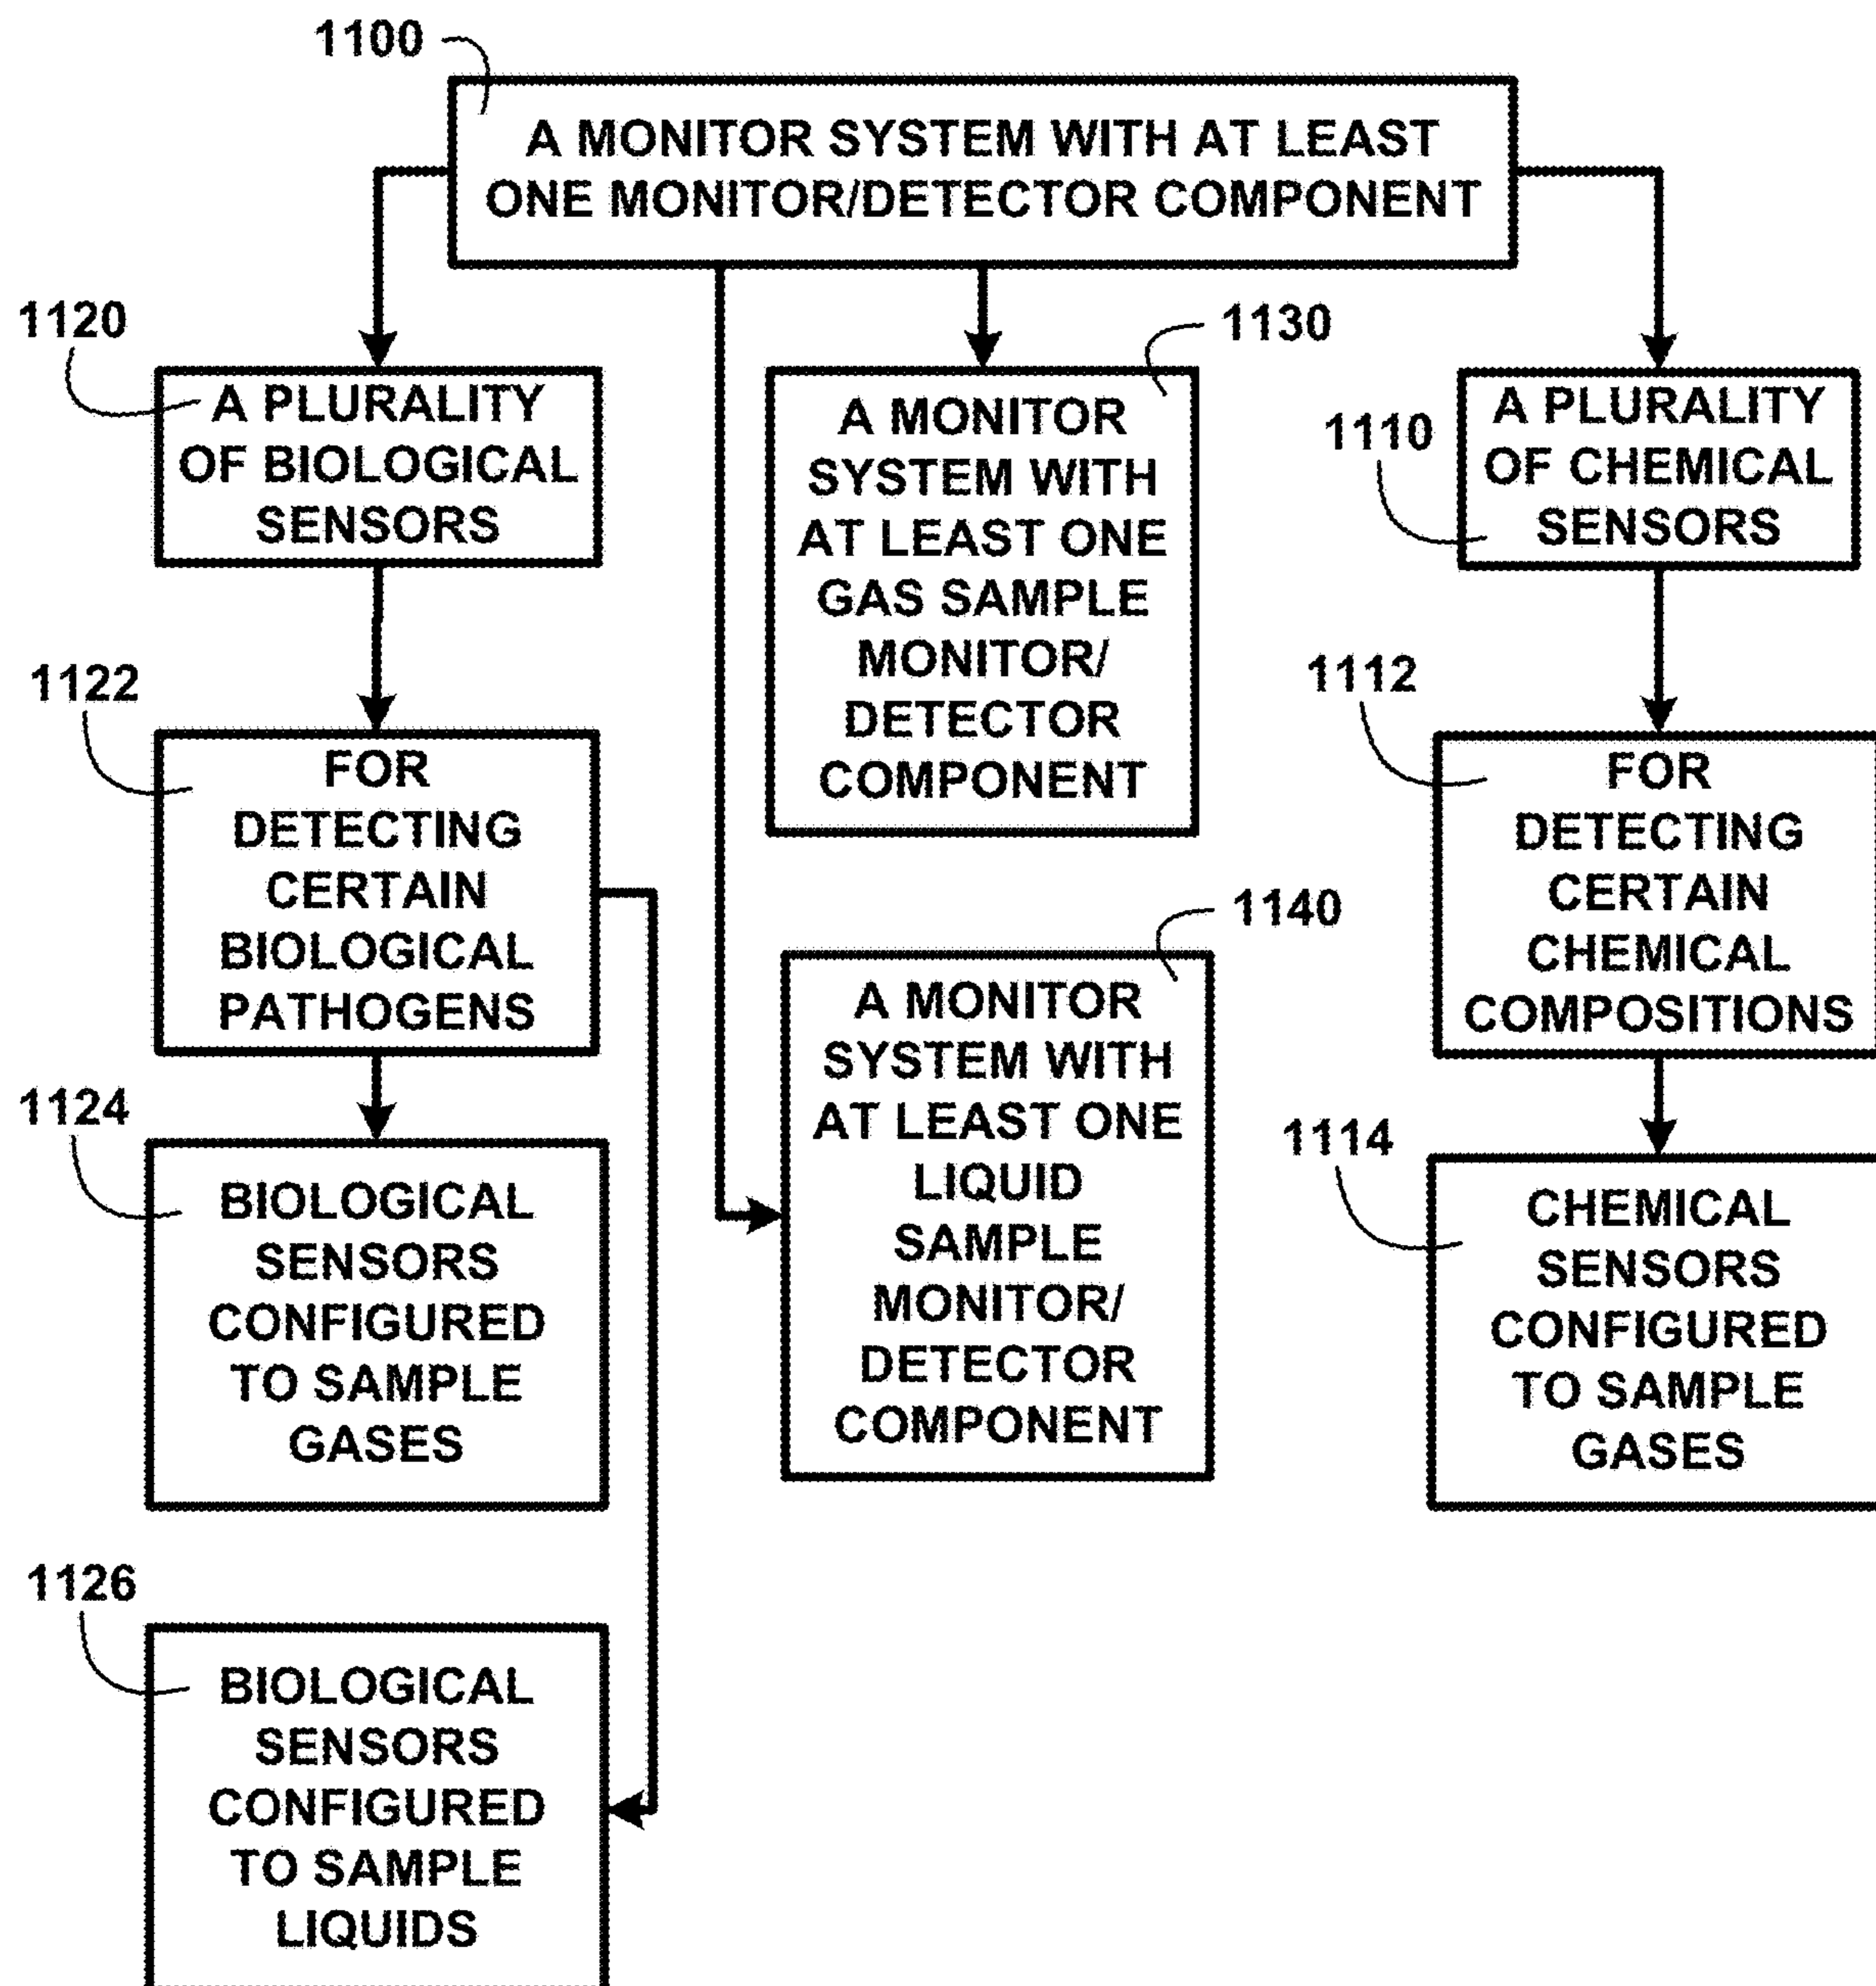 1100
A MONITOR SYSTEM WITH AT LEAST
ONE MONITOR/DETECTOR COMPONENT
1120
A PLURALITY
OF BIOLOGICAL
SENSORS
1130
A MONITOR
SYSTEM WITH
AT LEAST ONE
GAS SAMPLE
MONITOR/
DETECTOR
COMPONENT
1110
A PLURALITY
OF CHEMICAL
SENSORS
1122
FOR
DETECTING
CERTAIN
BIOLOGICAL
PATHOGENS
1112
FOR
DETECTING
CERTAIN
CHEMICAL
COMPOSITIONS
1140
A MONITOR
SYSTEM WITH
AT LEAST ONE
LIQUID
SAMPLE
MONITOR/
DETECTOR
COMPONENT
1124
BIOLOGICAL
SENSORS
CONFIGURED
TO SAMPLE
GASES
1114
CHEMICAL
SENSORS
CONFIGURED
TO SAMPLE
GASES
1126
BIOLOGICAL
SENSORS
CONFIGURED
TO SAMPLE
LIQUIDS